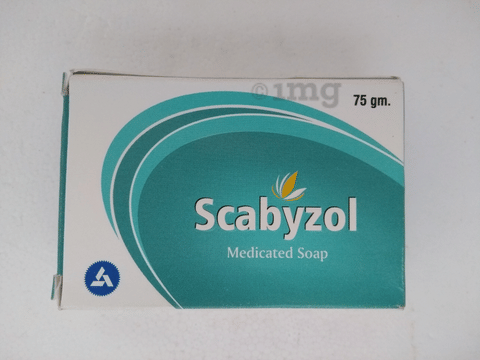 ©1mg
75 gm.
Scabyzol
Medicated Soap